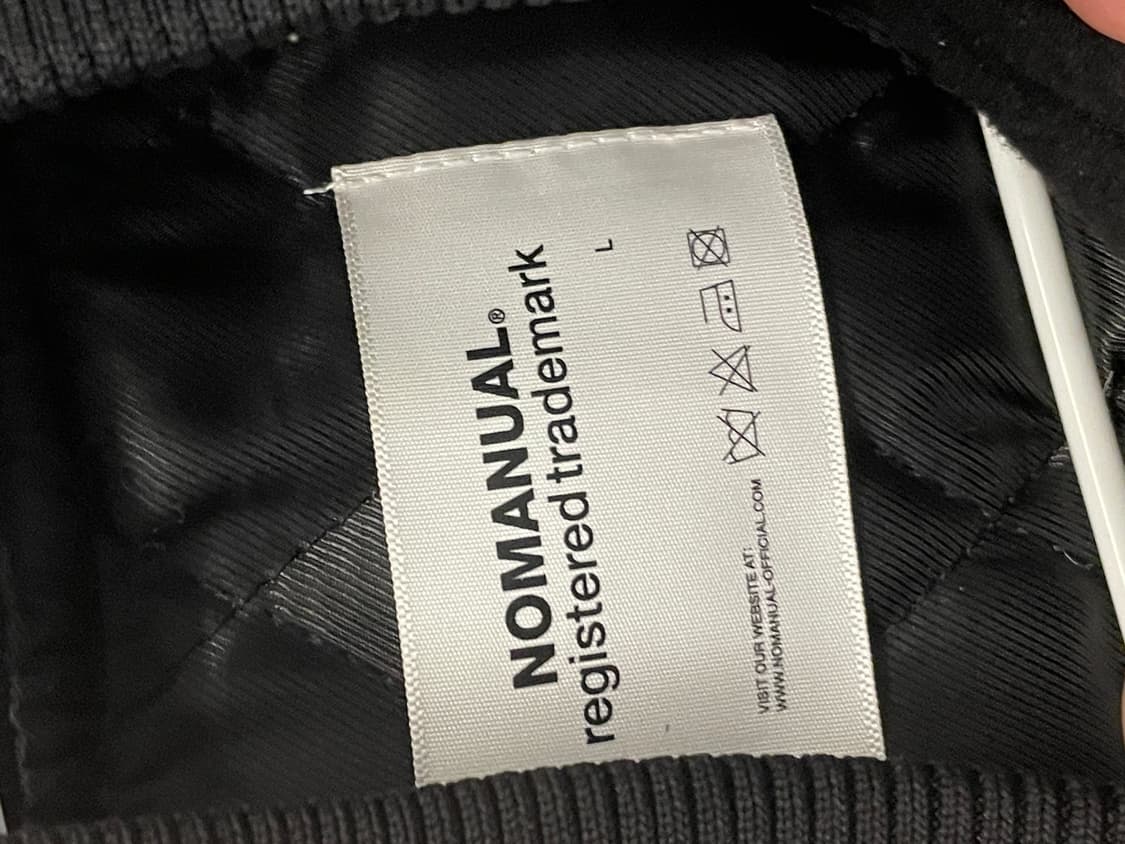 NOMANUAL®
registered trademark
L
VISIT OUR WEBSITE AT:
WWW.NOMANUAL-OFFICIAL.COM